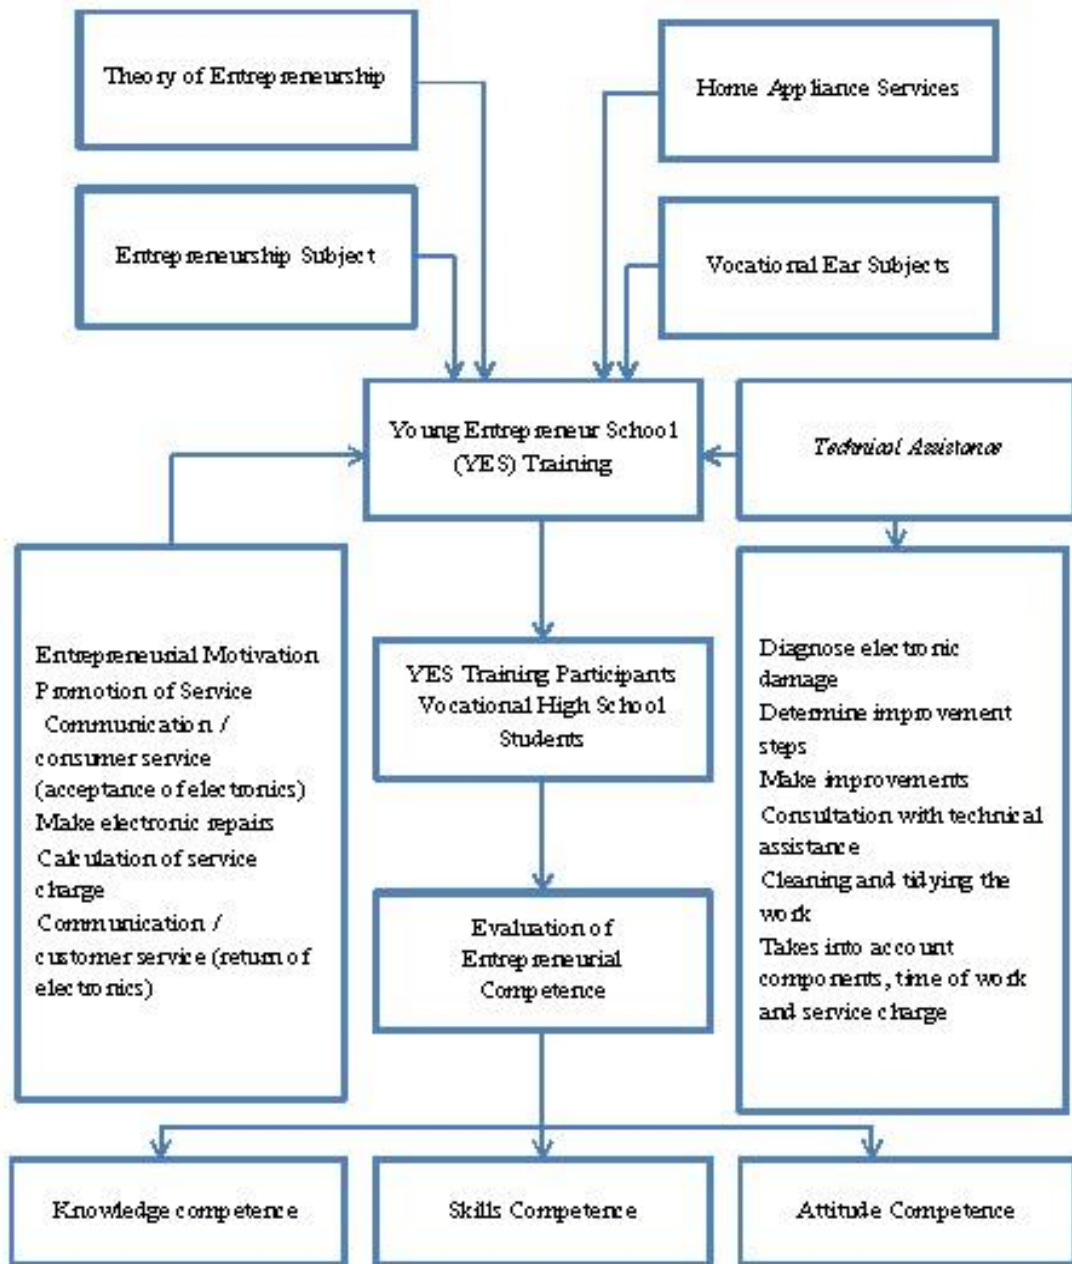 Theory of Entrepreneurship
Home Appliance Services
Entrepreneurship Subject
Vocational Ear Subjects
Young Entrepreneur School
(YES) Training
Technical Assistance
Entrepreneurial Motivation
Promotion of Service
Communication /
consumer service
(acceptance of electronics)
Make electronic repairs
Calculation of service
charge
Communication /
customer service (return of
electronics)
YES Training Participants
Vocational High School
Students
Diagnose electronic
damage
Determine improvement
steps
Make improvements
Consultation with technical
assistance
Cleaning and tidying the
work
Takes into account
components, time of work
and service charge
Evaluation of
Entrepreneurial
Competence
Knowledge competence
Skills Competence
Attitude Competence